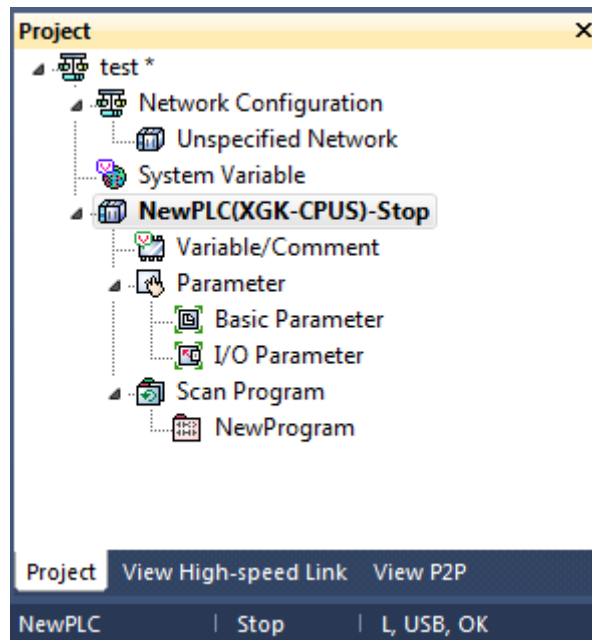 Project
test *
Network Configuration
Unspecified Network
System Variable
NewPLC(XGK-CPUS)-Stop
Variable/Comment
Parameter
Basic Parameter
I/O Parameter
Scan Program
NewProgram
Project View High-speed Link View P2P
NewPLC Stop L, USB, OK